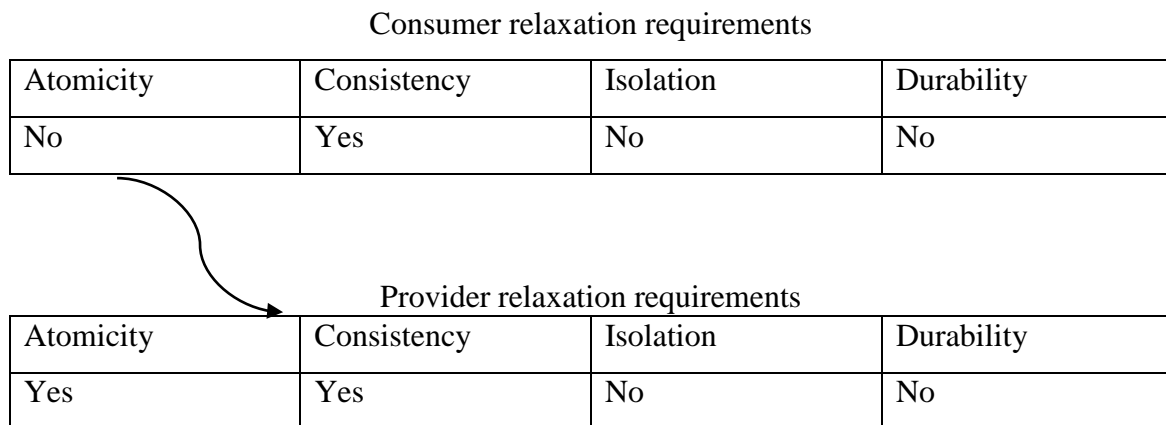 Consumer relaxation requirements
Atomicity Consistency Isolation Durability
No Yes No No
Provider relaxation requirements
Atomicity Consistency Isolation Durability
Yes Yes No No